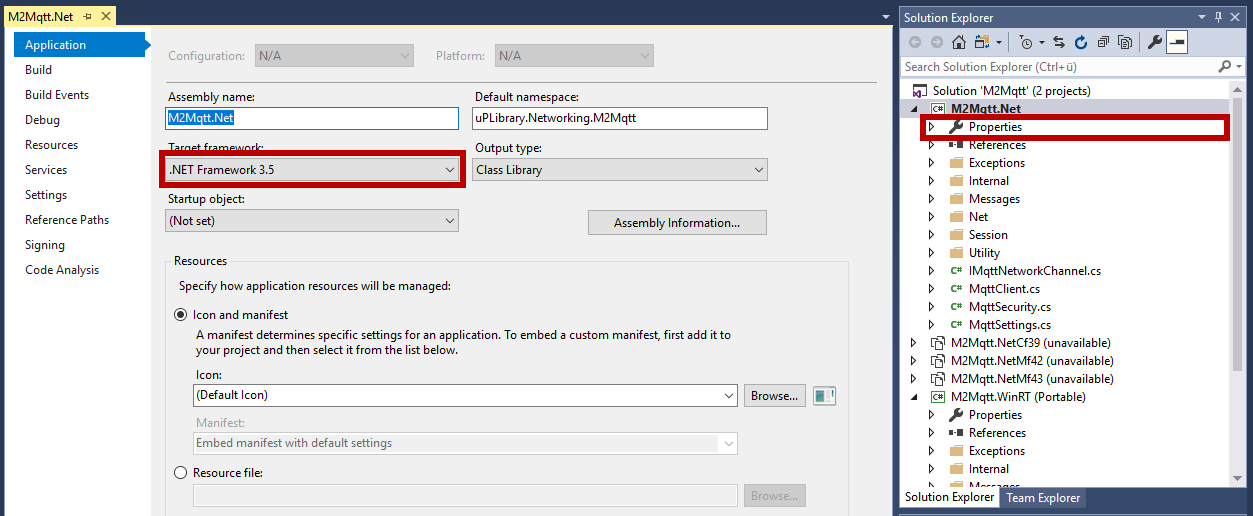 M2Mqtt.Net
Application
Build
Build Events
Debug
Resources
Services
Settings
Reference Paths
Signing
Code Analysis
Configuration: N/A Platform: N/A
Assembly name: Default namespace:
M2Mqtt.Net uPLibrary.Networking.M2Mqtt
Target framework: Output type:
.NET Framework 3.5 Class Library
Startup object:
(Not set) Assembly Information...
Resources
Specify how application resources will be managed:
Icon and manifest
A manifest determines specific settings for an application. To embed a custom manifest, first add it to
your project and then select it from the list below.
Icon:
(Default Icon) Browse...
Manifest:
Embed manifest with default settings
Resource file:
Browse...
Solution Explorer
Search Solution Explorer (Ctrl+ü)
Solution 'M2Mqtt' (2 projects)
C# M2Mqtt.Net
Properties
References
Exceptions
Internal
Messages
Net
Session
Utility
C# IMqttNetworkChannel.cs
C# MqttClient.cs
C# MqttSecurity.cs
C# MqttSettings.cs
M2Mqtt.NetCf39 (unavailable)
M2Mqtt.NetMf42 (unavailable)
M2Mqtt.NetMf43 (unavailable)
C# M2Mqtt.WinRT (Portable)
Properties
References
Exceptions
Internal
Messages
Solution Explorer Team Explorer